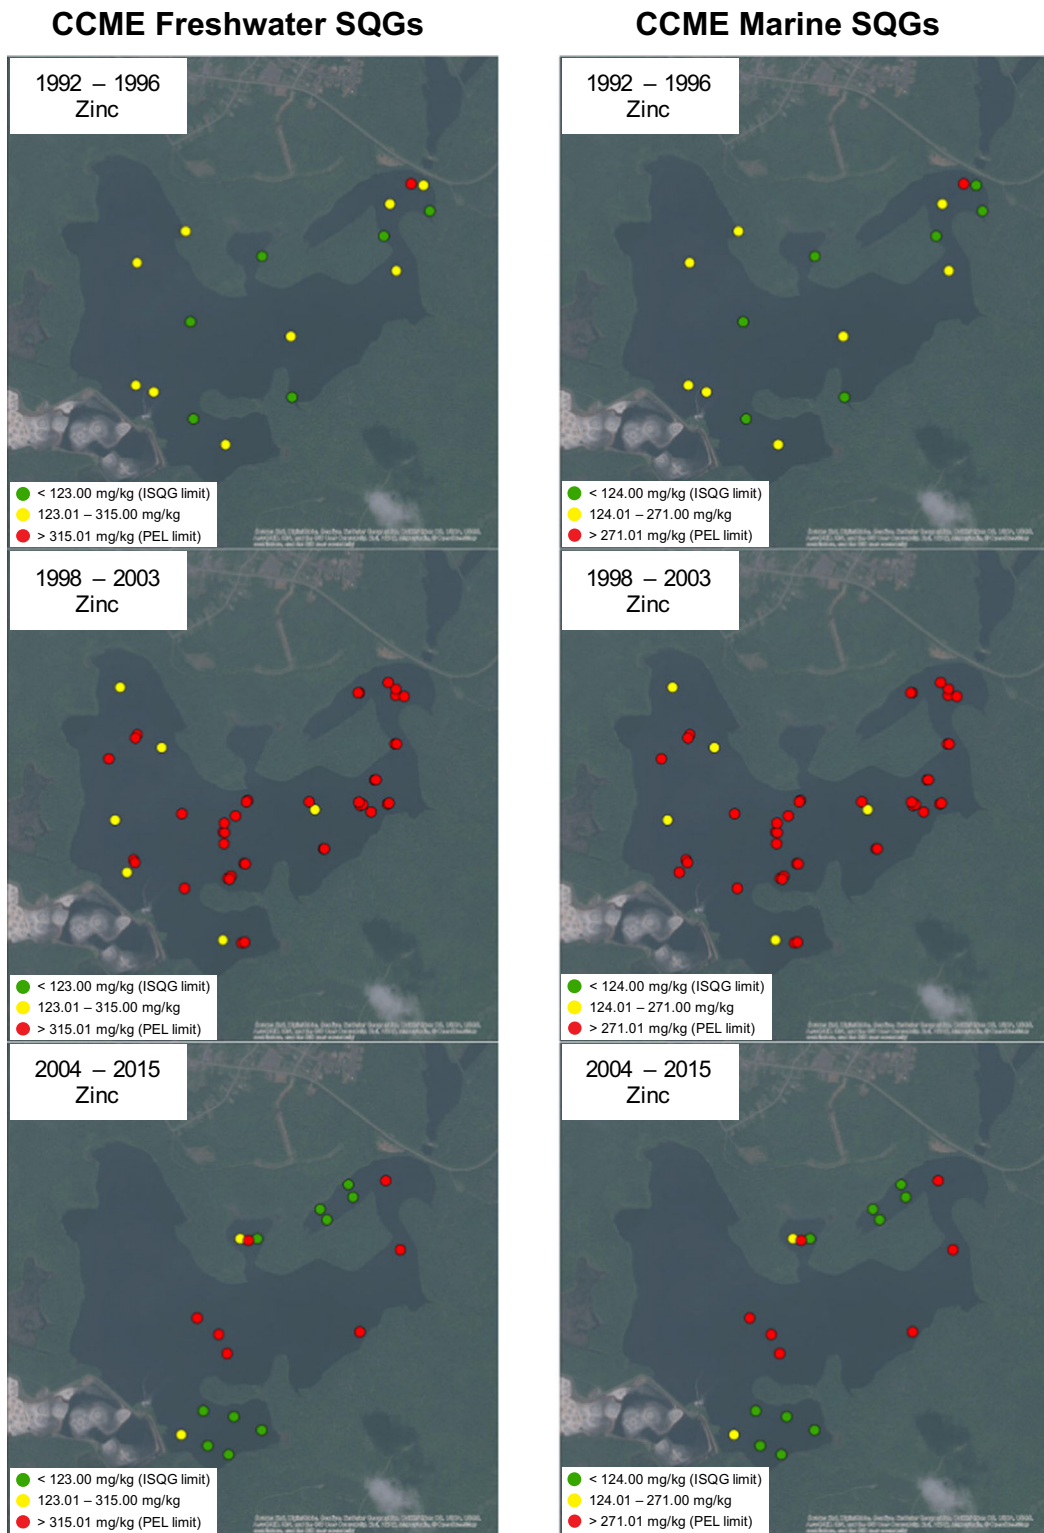 CCME Freshwater SQGs
CCME Marine SQGs
1992 – 1996
Zinc
< 123.00 mg/kg (ISQG limit)
123.01 – 315.00 mg/kg
> 315.01 mg/kg (PEL limit)
1992 – 1996
Zinc
< 124.00 mg/kg (ISQG limit)
124.01 – 271.00 mg/kg
> 271.01 mg/kg (PEL limit)
1998 – 2003
Zinc
< 123.00 mg/kg (ISQG limit)
123.01 – 315.00 mg/kg
> 315.01 mg/kg (PEL limit)
1998 – 2003
Zinc
< 124.00 mg/kg (ISQG limit)
124.01 – 271.00 mg/kg
> 271.01 mg/kg (PEL limit)
2004 – 2015
Zinc
< 123.00 mg/kg (ISQG limit)
123.01 – 315.00 mg/kg
> 315.01 mg/kg (PEL limit)
2004 – 2015
Zinc
< 124.00 mg/kg (ISQG limit)
124.01 – 271.00 mg/kg
> 271.01 mg/kg (PEL limit)